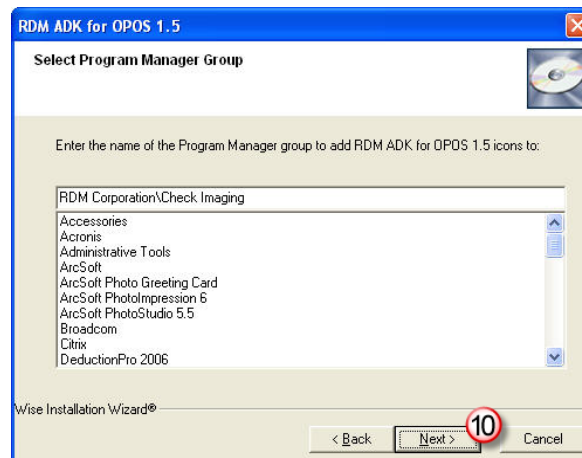 RDM ADK for OPOS 1.5
Select Program Manager Group
Enter the name of the Program Manager group to add RDM ADK for OPOS 1.5 icons to:
RDM Corporation\Check Imaging
Accessories
Acronis
Administrative Tools
ArcSoft
ArcSoft Photo Greeting Card
ArcSoft PhotoImpression 6
ArcSoft PhotoStudio 5.5
Broadcom
Citrix
DeductionPro 2006
Wise Installation Wizard®
< Back Next > 10 Cancel